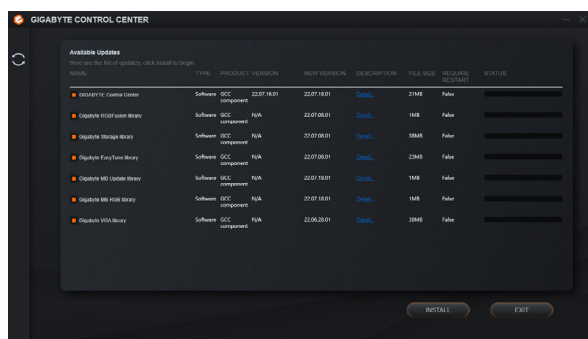 GIGABYTE CONTROL CENTER
Available Updates
Here are the list of updates, click install to begin.
NAME TYPE PRODUCT VERSION NEW VERSION DESCRIPTION FILE SIZE REQUIRE RESTART STATUS
GIGABYTE Control Center Software GCC component 22.07.16.01 22.07.18.01 Detail... 21MB False
Gigabyte RGBFusion library Software GCC component N/A 22.07.08.01 Detail... 1MB False
Gigabyte Storage library Software GCC component N/A 22.07.08.01 Detail... 38MB False
Gigabyte EasyTune library Software GCC component N/A 22.07.08.01 Detail... 23MB False
Gigabyte MB Update library Software GCC component N/A 22.07.18.01 Detail... 1MB False
Gigabyte MB RGB library Software GCC component N/A 22.07.18.01 Detail... 1MB False
Gigabyte VGA library Software GCC component N/A 22.06.28.01 Detail... 38MB False
INSTALL EXIT